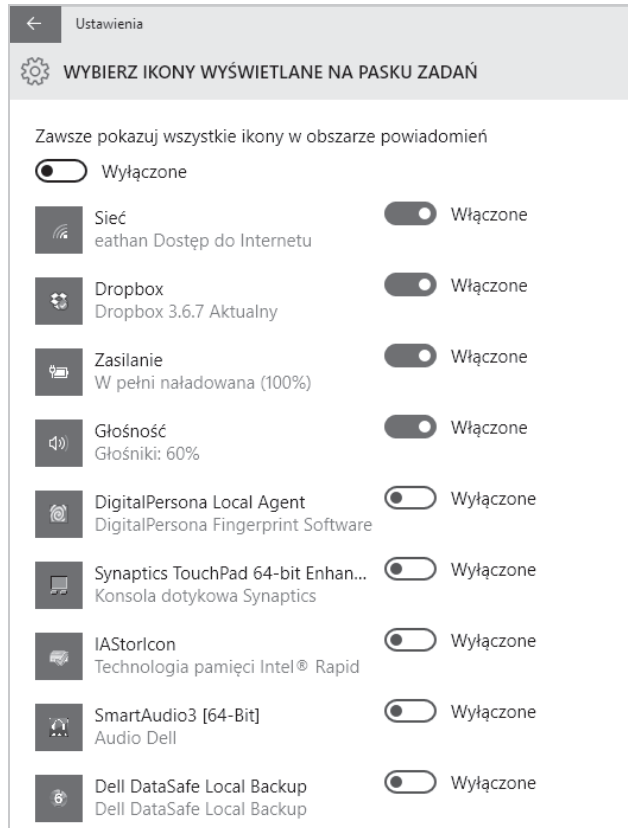 Ustawienia
WYBIERZ IKONY WYŚWIETLANE NA PASKU ZADAŃ
Zawsze pokazuj wszystkie ikony w obszarze powiadomień
Wyłączone
Sieć
Włączone
eathan Dostęp do Internetu
Dropbox
Włączone
Dropbox 3.6.7 Aktualny
Zasilanie
Włączone
W pełni naładowana (100%)
Głośność
Włączone
Głośniki: 60%
DigitalPersona Local Agent
Wyłączone
DigitalPersona Fingerprint Software
Synaptics TouchPad 64-bit Enhan...
Wyłączone
Konsola dotykowa Synaptics
IAStorIcon
Wyłączone
Technologia pamięci Intel® Rapid
SmartAudio3 [64-Bit]
Wyłączone
Audio Dell
Dell DataSafe Local Backup
Wyłączone
Dell DataSafe Local Backup